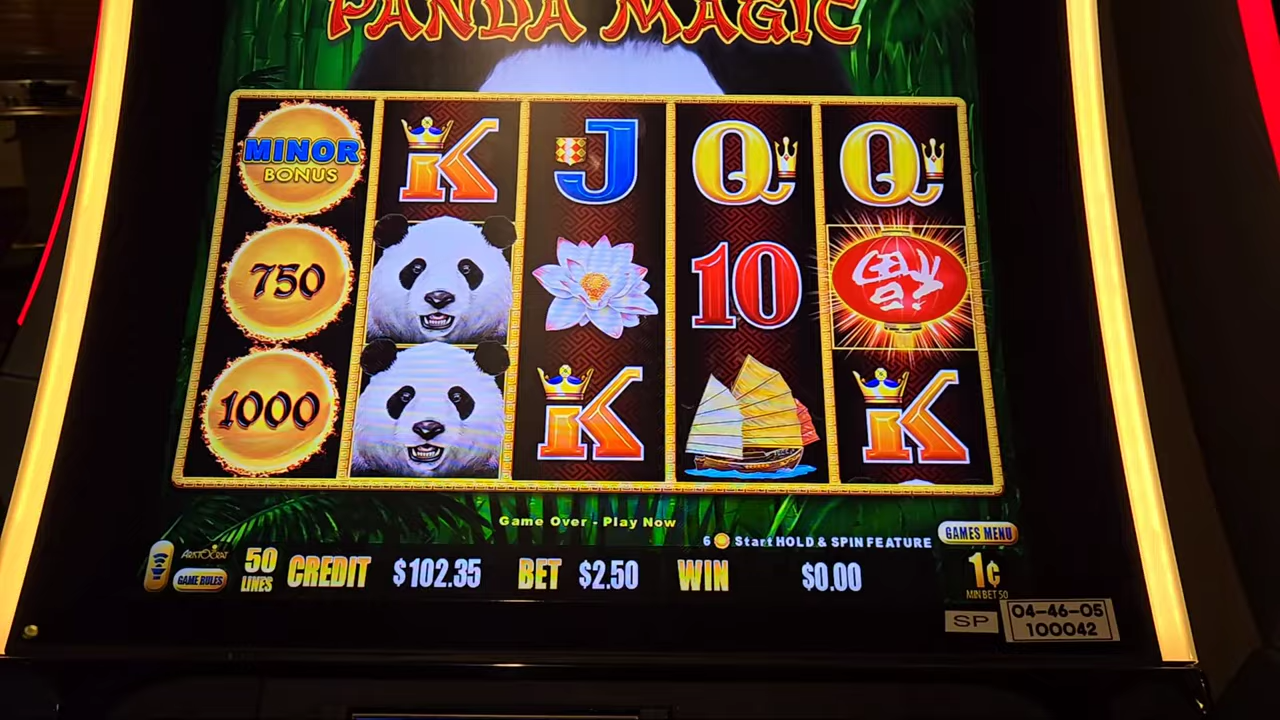 PANDA MAGIC
MINOR
BONUS
K
J
Q
Q
750
10
1000
K
K
Game Over - Play Now
6 Start HOLD & SPIN FEATURE
GAMES MENU
ARISTOCRAT
GAME RULES
50
LINES
CREDIT $102.35
BET $2.50
WIN $0.00
1¢
MIN BET 50
SP
04-46-05
100042